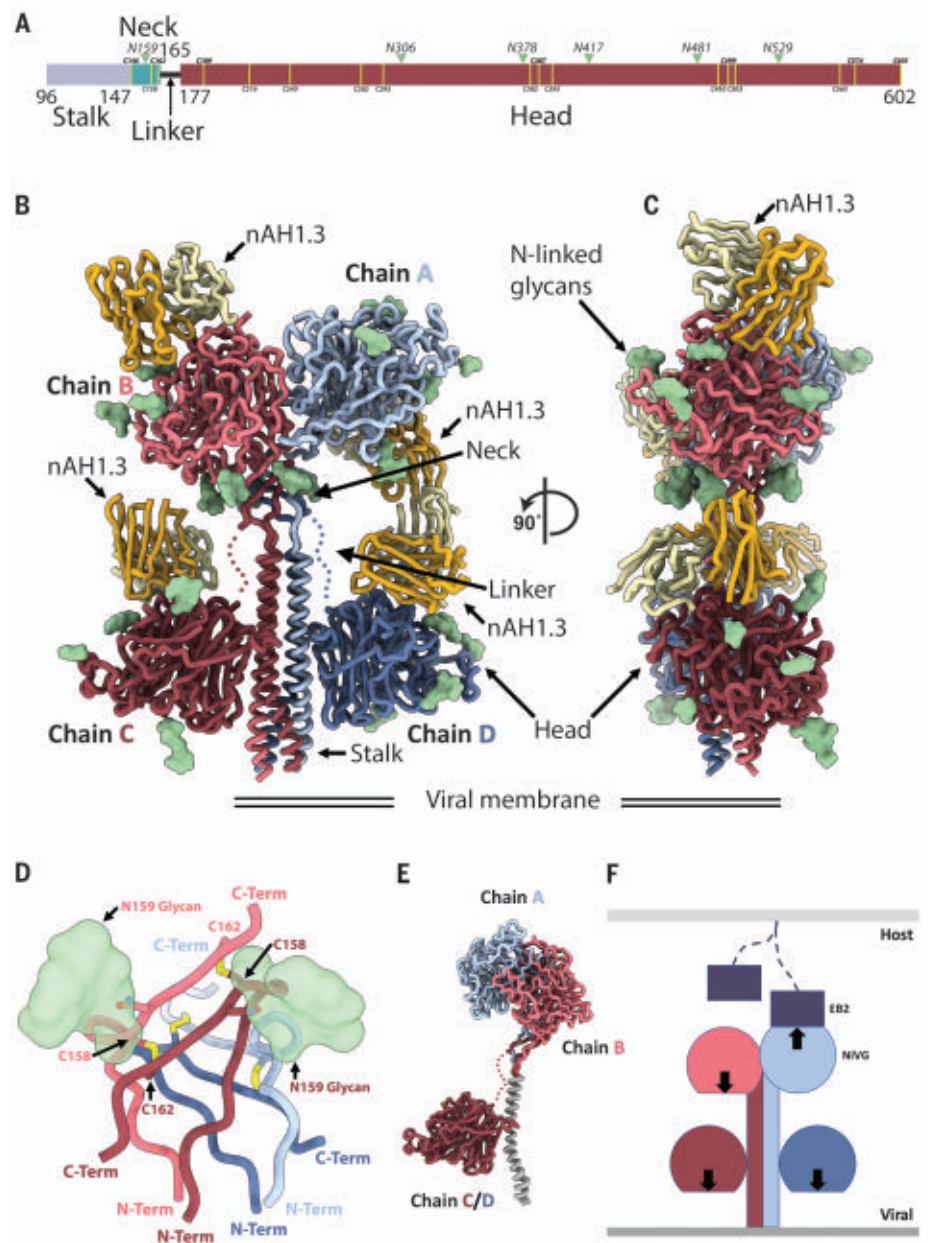 A
Neck
N159 165
N306
N378
N417
N481
N529
96
147
177
602
Stalk
Linker
Head
B
nAH1.3
Chain A
Chain B
nAH1.3
nAH1.3
Neck
90°
Linker
nAH1.3
Chain C
Chain D
Head
Stalk
Viral membrane
C
nAH1.3
N-linked
glycans
D
C-Term
N159 Glycan
C162
C-Term
C158
C158
C162
N159 Glycan
C-Term
C-Term
N-Term
N-Term
N-Term
N-Term
E
Chain A
Chain B
Chain C/D
F
Host
EB2
NiVG
Viral